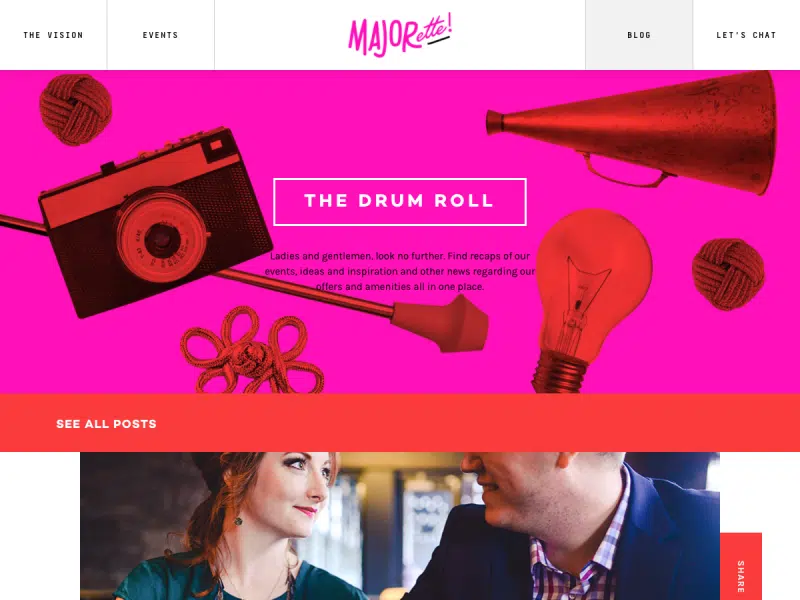 THE VISION
EVENTS
MAJORette!
BLOG
LET'S CHAT
THE DRUM ROLL
Ladies and gentlemen, look no further. Find recaps of our
events, ideas and inspiration and other news regarding our
offers and amenities all in one place.
SEE ALL POSTS
SHARE